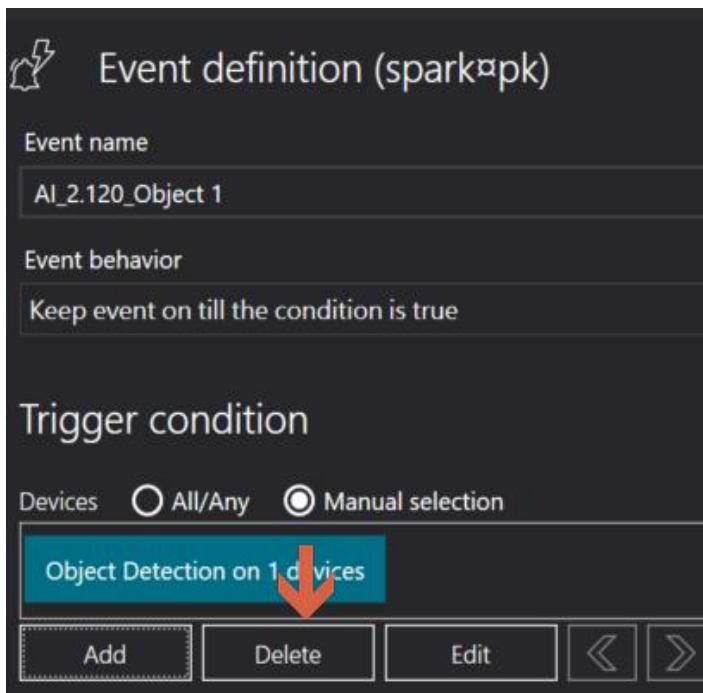 Event definition (spark¤pk)
Event name
AI_2.120_Object 1
Event behavior
Keep event on till the condition is true
Trigger condition
Devices All/Any Manual selection
Object Detection on 1 devices
Add Delete Edit